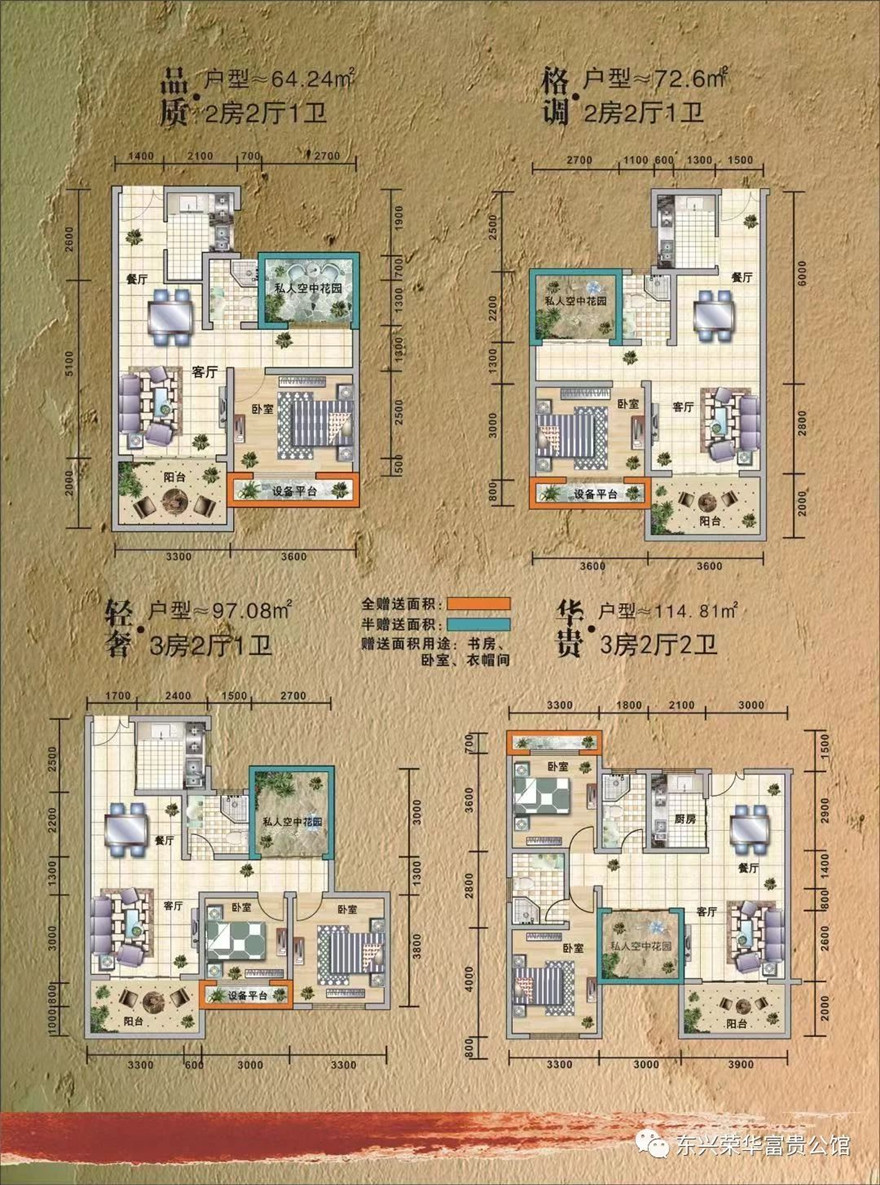 品质·
户型≈64.24㎡
2房2厅1卫
1400 2100 700 2700
2600
5100
2000
1900
700
1300
1300
2500
500
餐厅
私人空中花园
客厅
卧室
阳台
设备平台
3300 3600
格调·
户型≈72.6㎡
2房2厅1卫
2700 1100 600 1300 1500
2500
2200
1300
3000
800
6000
2800
2000
餐厅
私人空中花园
卧室
客厅
设备平台
阳台
3600 3600
全赠送面积:
半赠送面积:
赠送面积用途: 书房、
卧室、衣帽间
轻奢·
户型≈97.08㎡
3房2厅1卫
1700 2400 1500 2700
2500
2200
1300
3000
800
1000
3000
1300
3800
私人空中花园
餐厅
客厅
卧室
卧室
设备平台
阳台
3300 600 3000 3300
华贵·
户型≈114.81㎡
3房2厅2卫
3300 1800 2100 3000
700
3600
2800
4000
800
1500
2900
1400
800
2600
2000
卧室
厨房
餐厅
客厅
私人空中花园
卧室
阳台
3300 3000 3900
东兴荣华富贵公馆